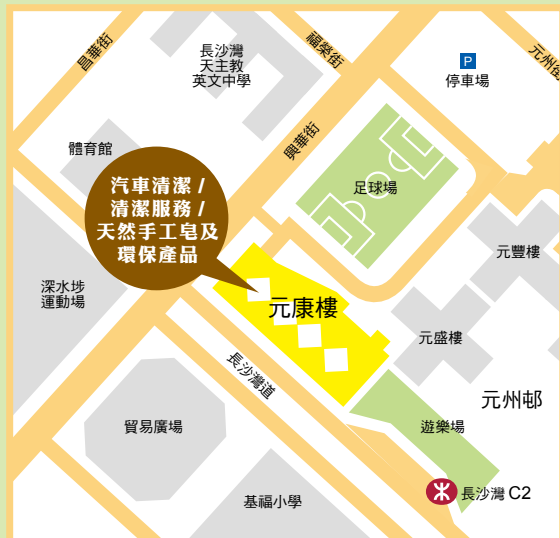 昌華街
長沙灣
天主教
英文中學
福榮街
元州街
P
停車場
興華街
體育館
足球場
汽車清潔 /
清潔服務 /
天然手工皂及
環保產品
元豐樓
深水埗
運動場
元康樓
元盛樓
長沙灣道
元州邨
貿易廣場
遊樂場
長沙灣 C2
基福小學